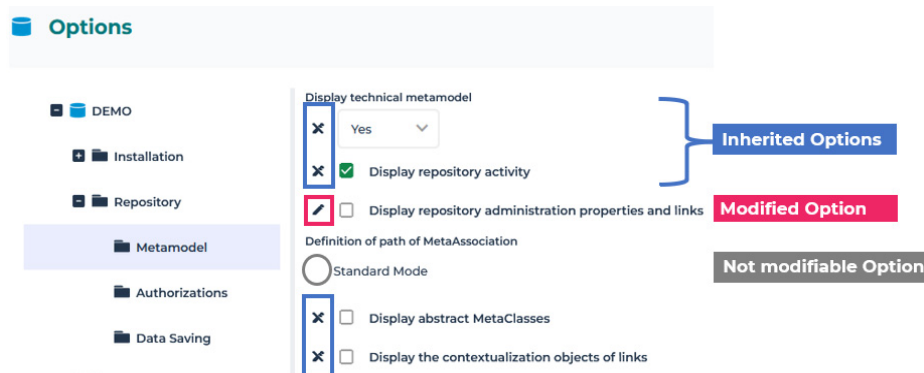 Options
DEMO
Installation
Repository
Metamodel
Authorizations
Data Saving
Display technical metamodel
Yes
Display repository activity
Display repository administration properties and links
Definition of path of MetaAssociation
Standard Mode
Display abstract MetaClasses
Display the contextualization objects of links
Inherited Options
Modified Option
Not modifiable Option